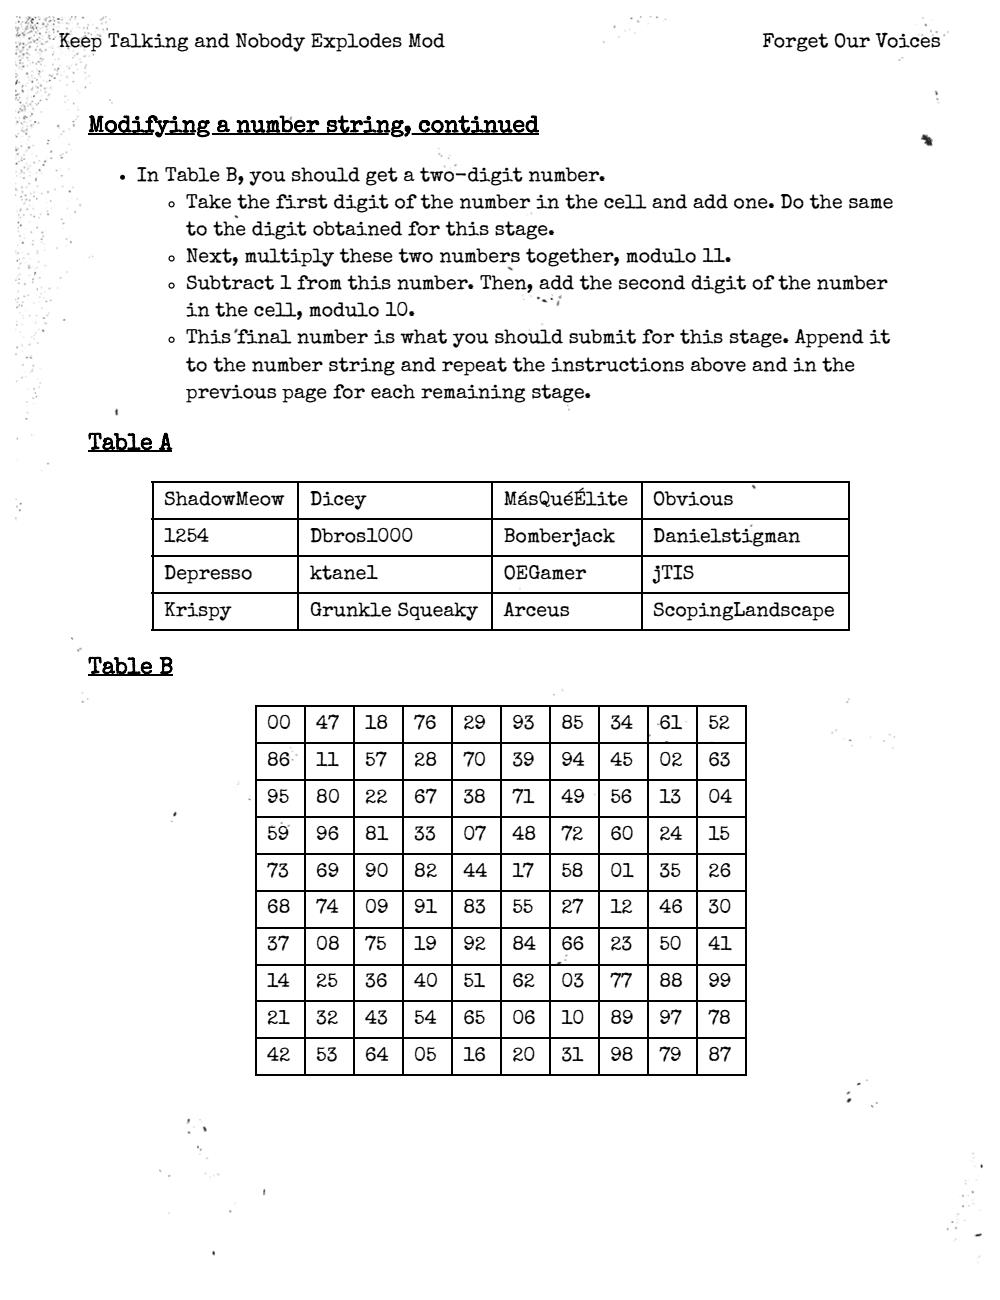 Keep Talking and Nobody Explodes Mod Forget Our Voices
Modifying a number string, continued
• In Table B, you should get a two-digit number.
◦ Take the first digit of the number in the cell and add one. Do the same
to the digit obtained for this stage.
◦ Next, multiply these two numbers together, modulo 11.
◦ Subtract 1 from this number. Then, add the second digit of the number
in the cell, modulo 10.
◦ This final number is what you should submit for this stage. Append it
to the number string and repeat the instructions above and in the
previous page for each remaining stage.
Table A
ShadowMeow Dicey MásQuéÉlite Obvious
1254 Dbros1000 Bomberjack Danielstigman
Depresso ktane1 OEGamer jTIS
Krispy Grunkle Squeaky Arceus ScopingLandscape
Table B
00 47 18 76 29 93 85 34 61 52
86 11 57 28 70 39 94 45 02 63
95 80 22 67 38 71 49 56 13 04
59 96 81 33 07 48 72 60 24 15
73 69 90 82 44 17 58 01 35 26
68 74 09 91 83 55 27 12 46 30
37 08 75 19 92 84 66 23 50 41
14 25 36 40 51 62 03 77 88 99
21 32 43 54 65 06 10 89 97 78
42 53 64 05 16 20 31 98 79 87